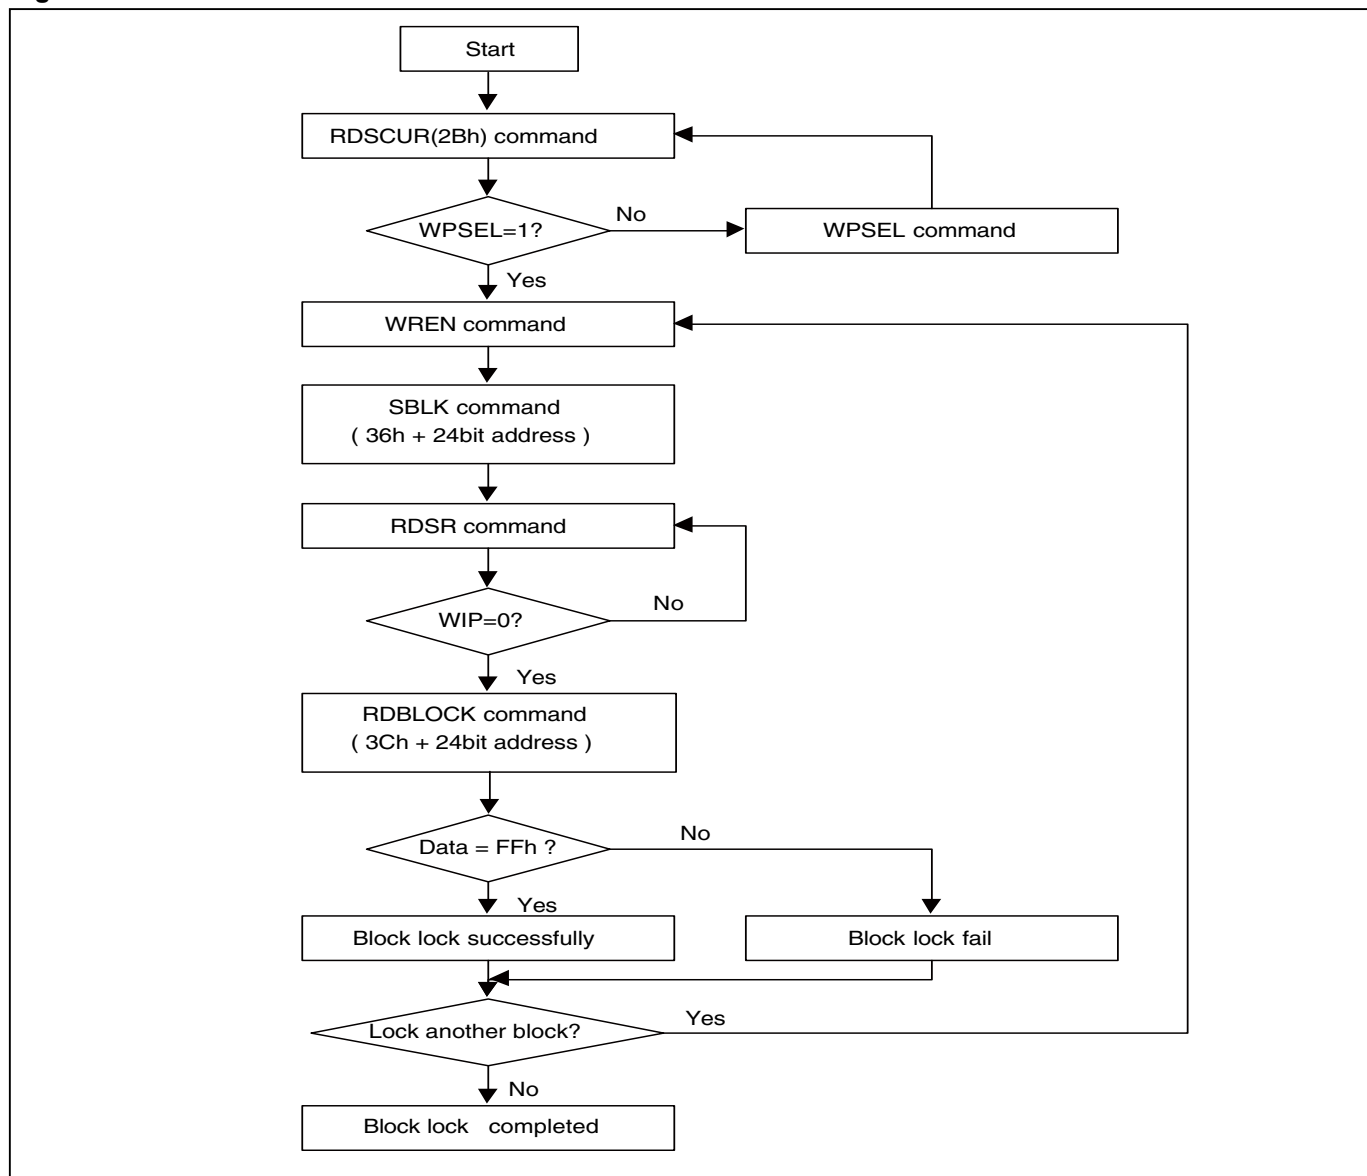 Start
RDSCUR(2Bh) command
WPSEL=1?
No
WPSEL command
Yes
WREN command
SBLK command
( 36h + 24bit address )
RDSR command
WIP=0?
No
Yes
RDBLOCK command
( 3Ch + 24bit address )
Data = FFh ?
No
Yes
Block lock successfully
Block lock fail
Lock another block?
Yes
No
Block lock completed